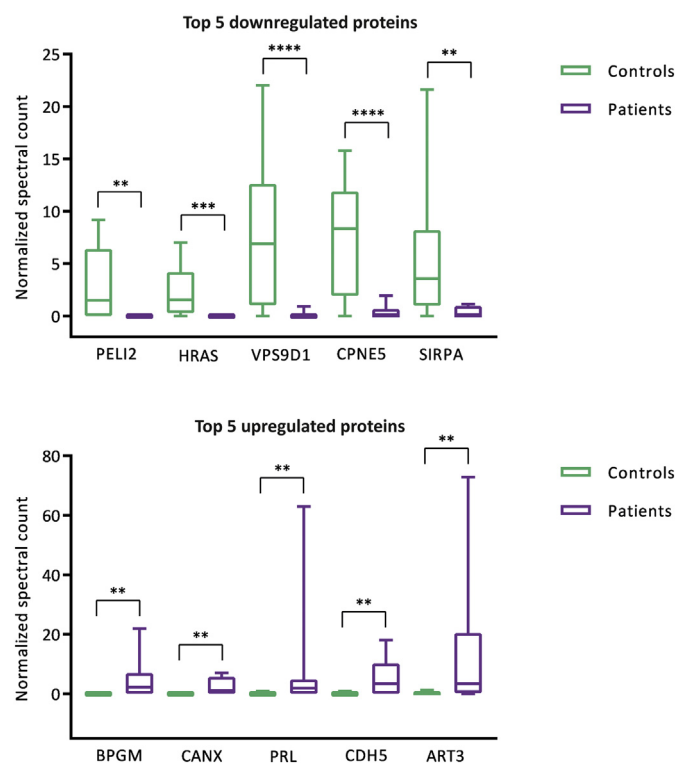 Top 5 downregulated proteins
Normalized spectral count
25
20
15
10
5
0
**
***
****
****
**
PELI2 HRAS VPS9D1 CPNE5 SIRPA
Controls
Patients
Top 5 upregulated proteins
Normalized spectral count
80
60
40
20
0
**
**
**
**
**
BPGM CANX PRL CDH5 ART3
Controls
Patients